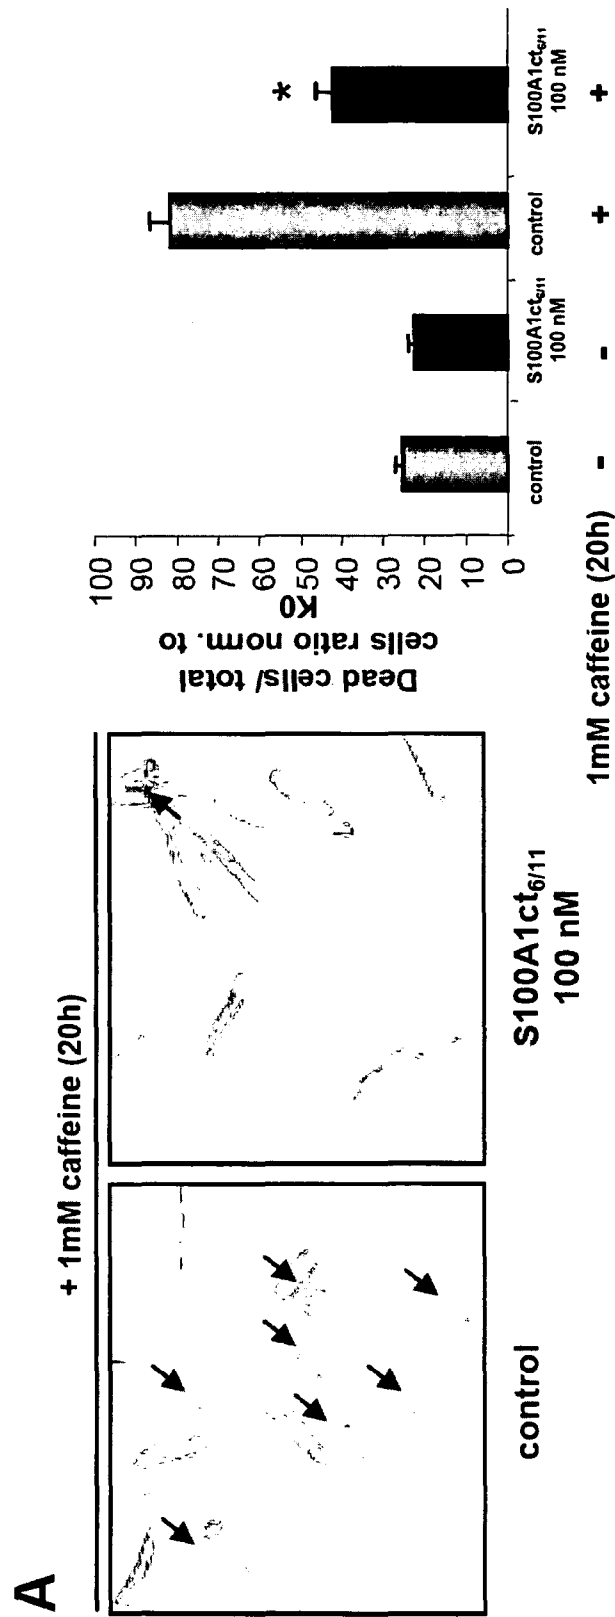 A
+ 1mM caffeine (20h)
control
S100A1ct6/11
100 nM
Dead cells/ total
cells ratio norm. to
K0
100
90
80
70
60
50
40
30
20
10
0
control
S100A1ct6/11
100 nM
control
S100A1ct6/11
100 nM
*
1mM caffeine (20h)
- - + +